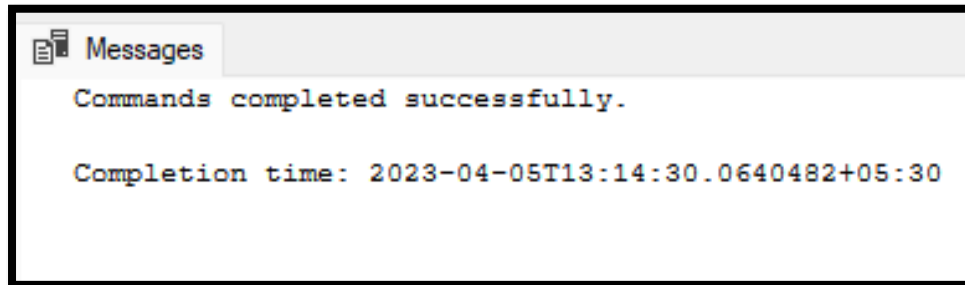 Messages
Commands completed successfully.
Completion time: 2023-04-05T13:14:30.0640482+05:30